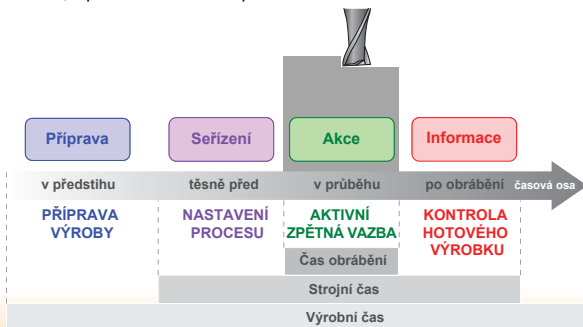 Příprava
Seřízení
Akce
Informace
v předstihu
těsně před
v průběhu
po obrábění
časová osa
PŘÍPRAVA
VÝROBY
NASTAVENÍ
PROCESU
AKTIVNÍ
ZPĚTNÁ VAZBA
KONTROLA
HOTOVÉHO
VÝROBKU
Čas obrábění
Strojní čas
Výrobní čas